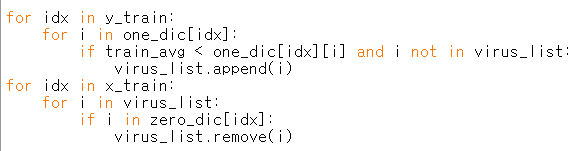 for idx in y_train:
    for i in one_dic[idx]:
        if train_avg < one_dic[idx][i] and i not in virus_list:
            virus_list.append(i)
for idx in x_train:
    for i in virus_list:
        if i in zero_dic[idx]:
            virus_list.remove(i)